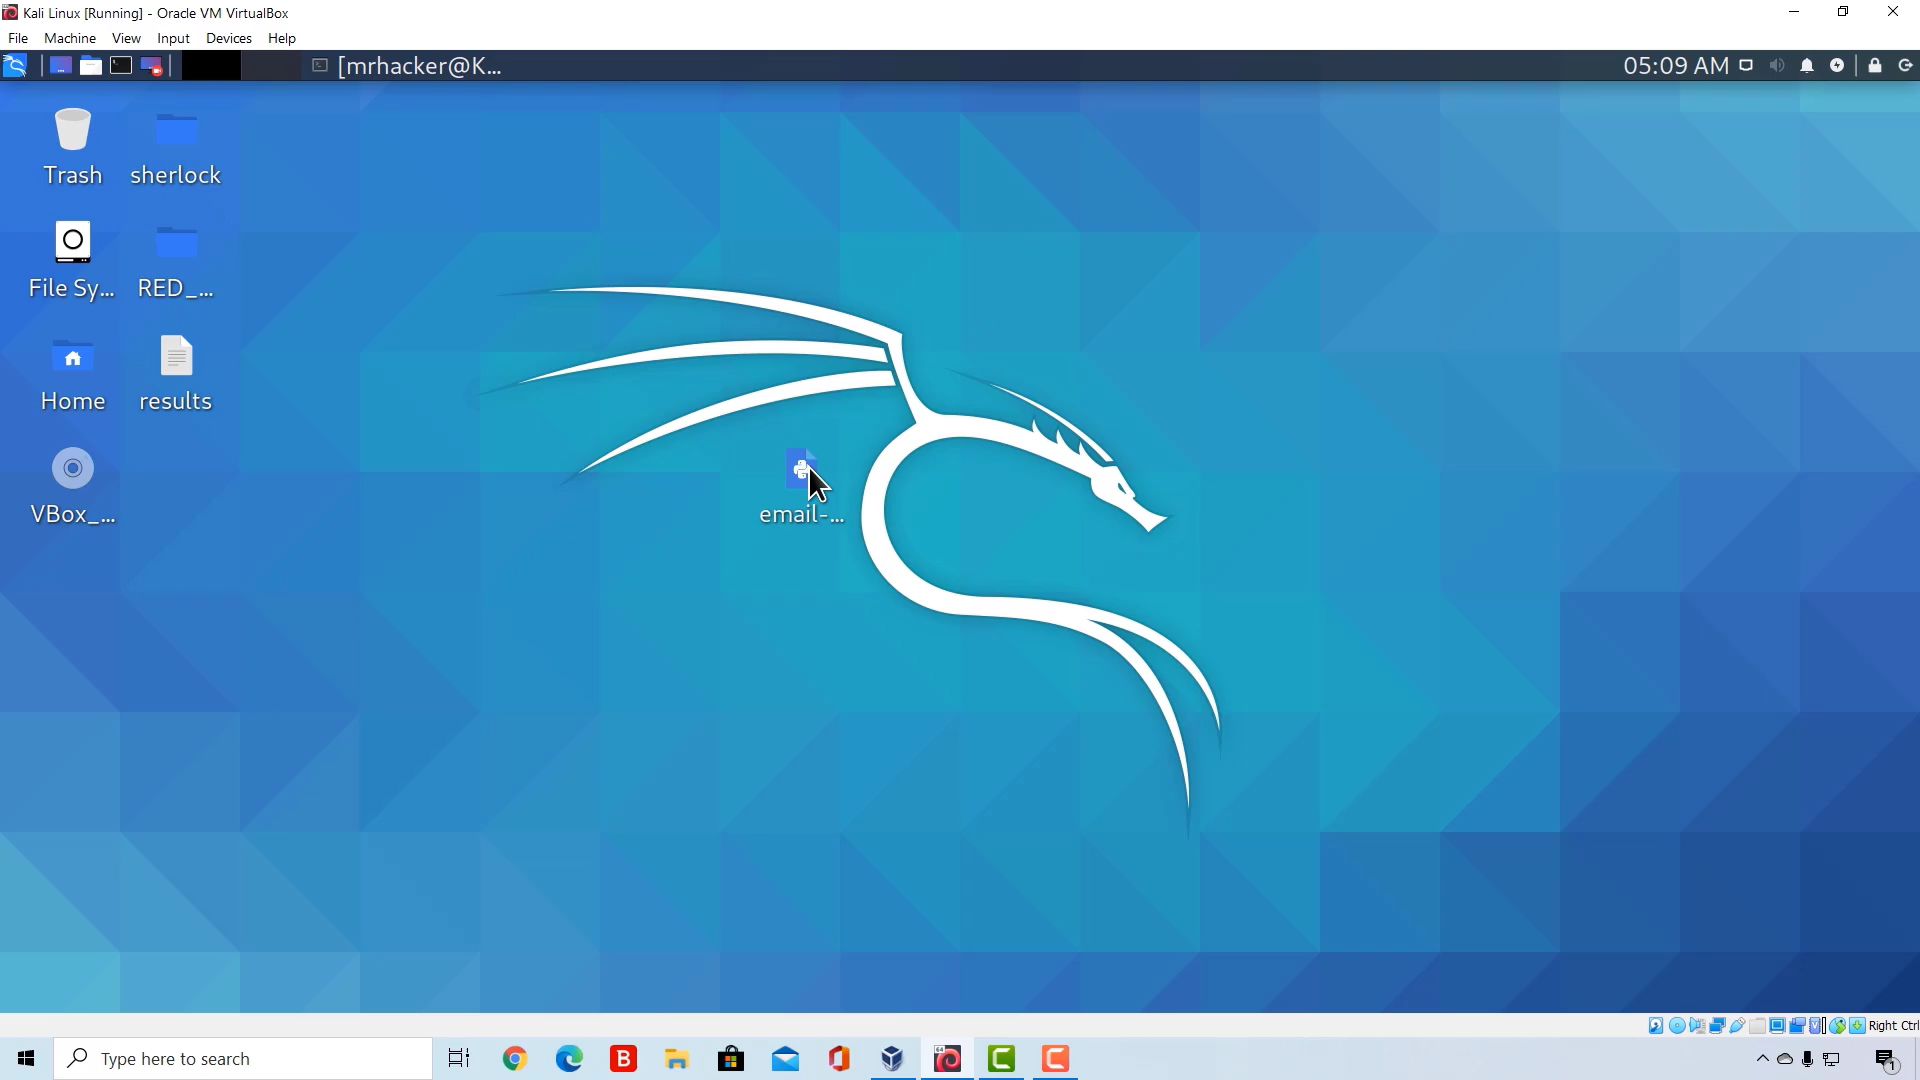 Kali Linux [Running] - Oracle VM VirtualBox
File Machine View Input Devices Help
[mrhacker@K...
05:09 AM
Trash
sherlock
File Sy...
RED_...
Home
results
VBox_...
email-...
Right Ctrl
Type here to search